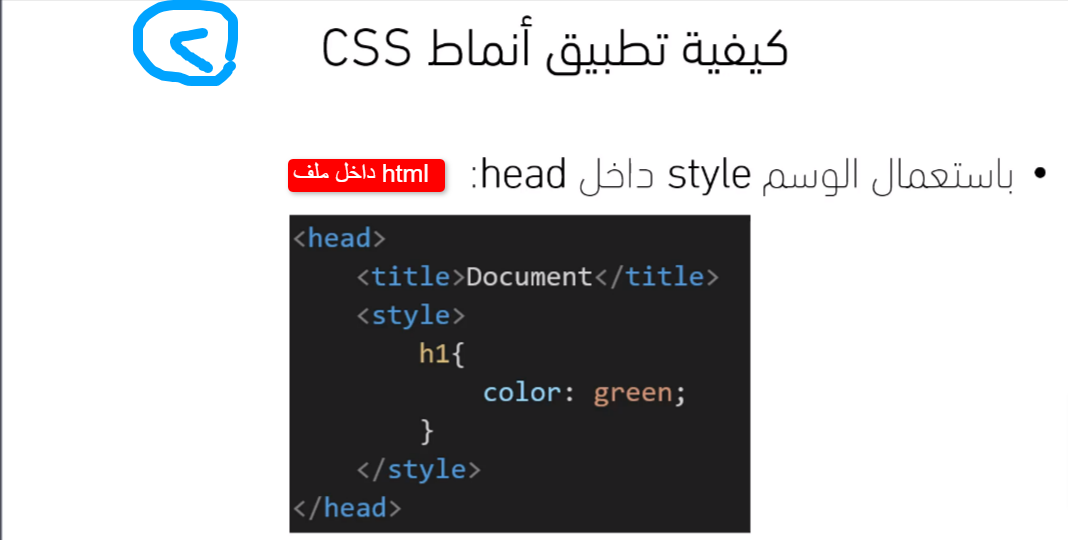 كيفية تطبيق أنماط CSS
• باستعمال الوسم style داخل head:
داخل ملف html
<head>
    <title>Document</title>
    <style>
        h1{
            color: green;
        }
    </style>
</head>